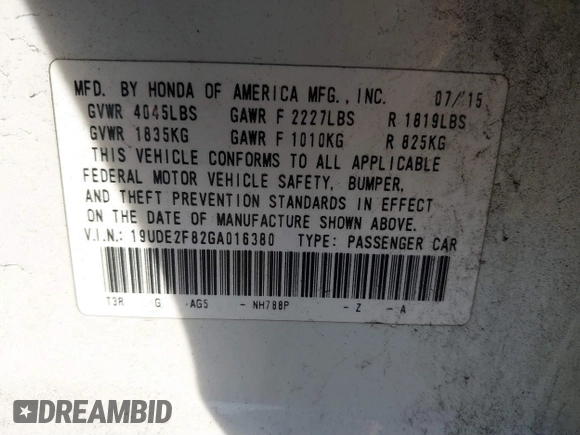 MFD. BY HONDA OF AMERICA MFG., INC. 07/15
GVWR 4045LBS GAWR F 2227LBS R 1819LBS
GVWR 1835KG GAWR F 1010KG R 825KG
THIS VEHICLE CONFORMS TO ALL APPLICABLE
FEDERAL MOTOR VEHICLE SAFETY, BUMPER,
AND THEFT PREVENTION STANDARDS IN EFFECT
ON THE DATE OF MANUFACTURE SHOWN ABOVE.
V.I.N.: 19UDE2F82GA016380 TYPE: PASSENGER CAR
T3R G -AG5 - NH788P - Z - A
DREAMBID